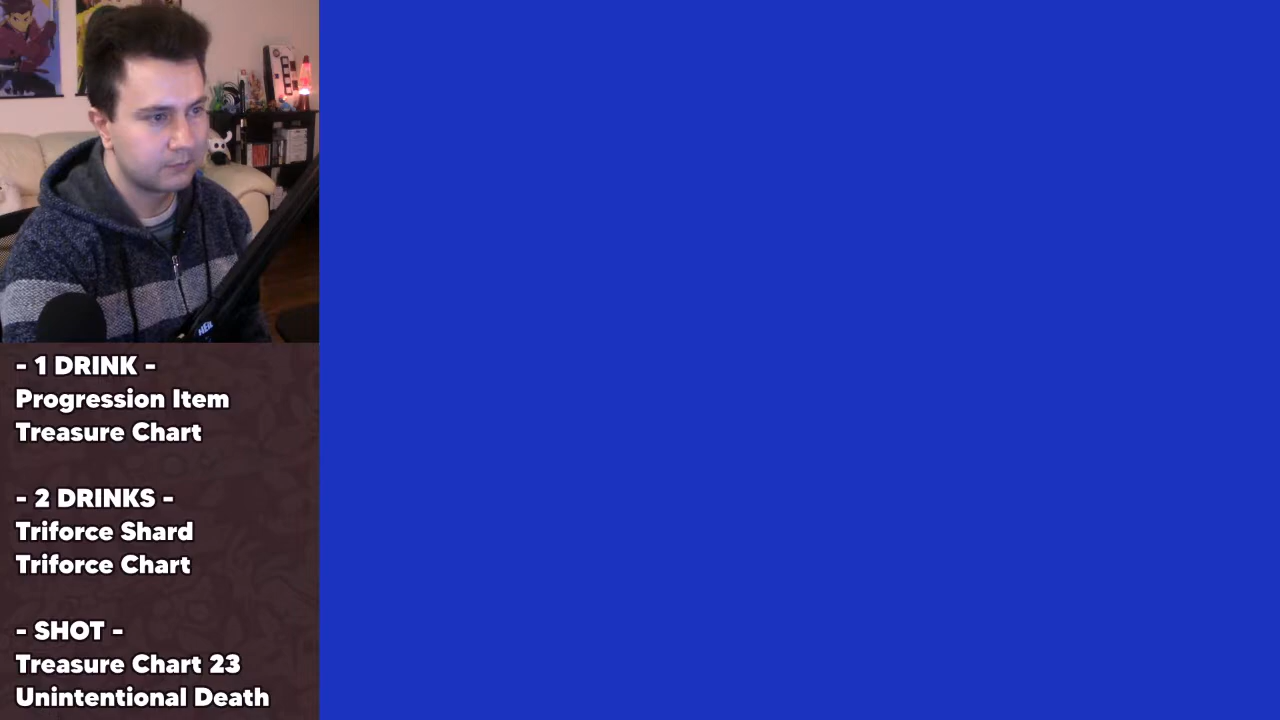 - 1 DRINK -
Progression Item
Treasure Chart
- 2 DRINKS -
Triforce Shard
Triforce Chart
- SHOT -
Treasure Chart 23
Unintentional Death